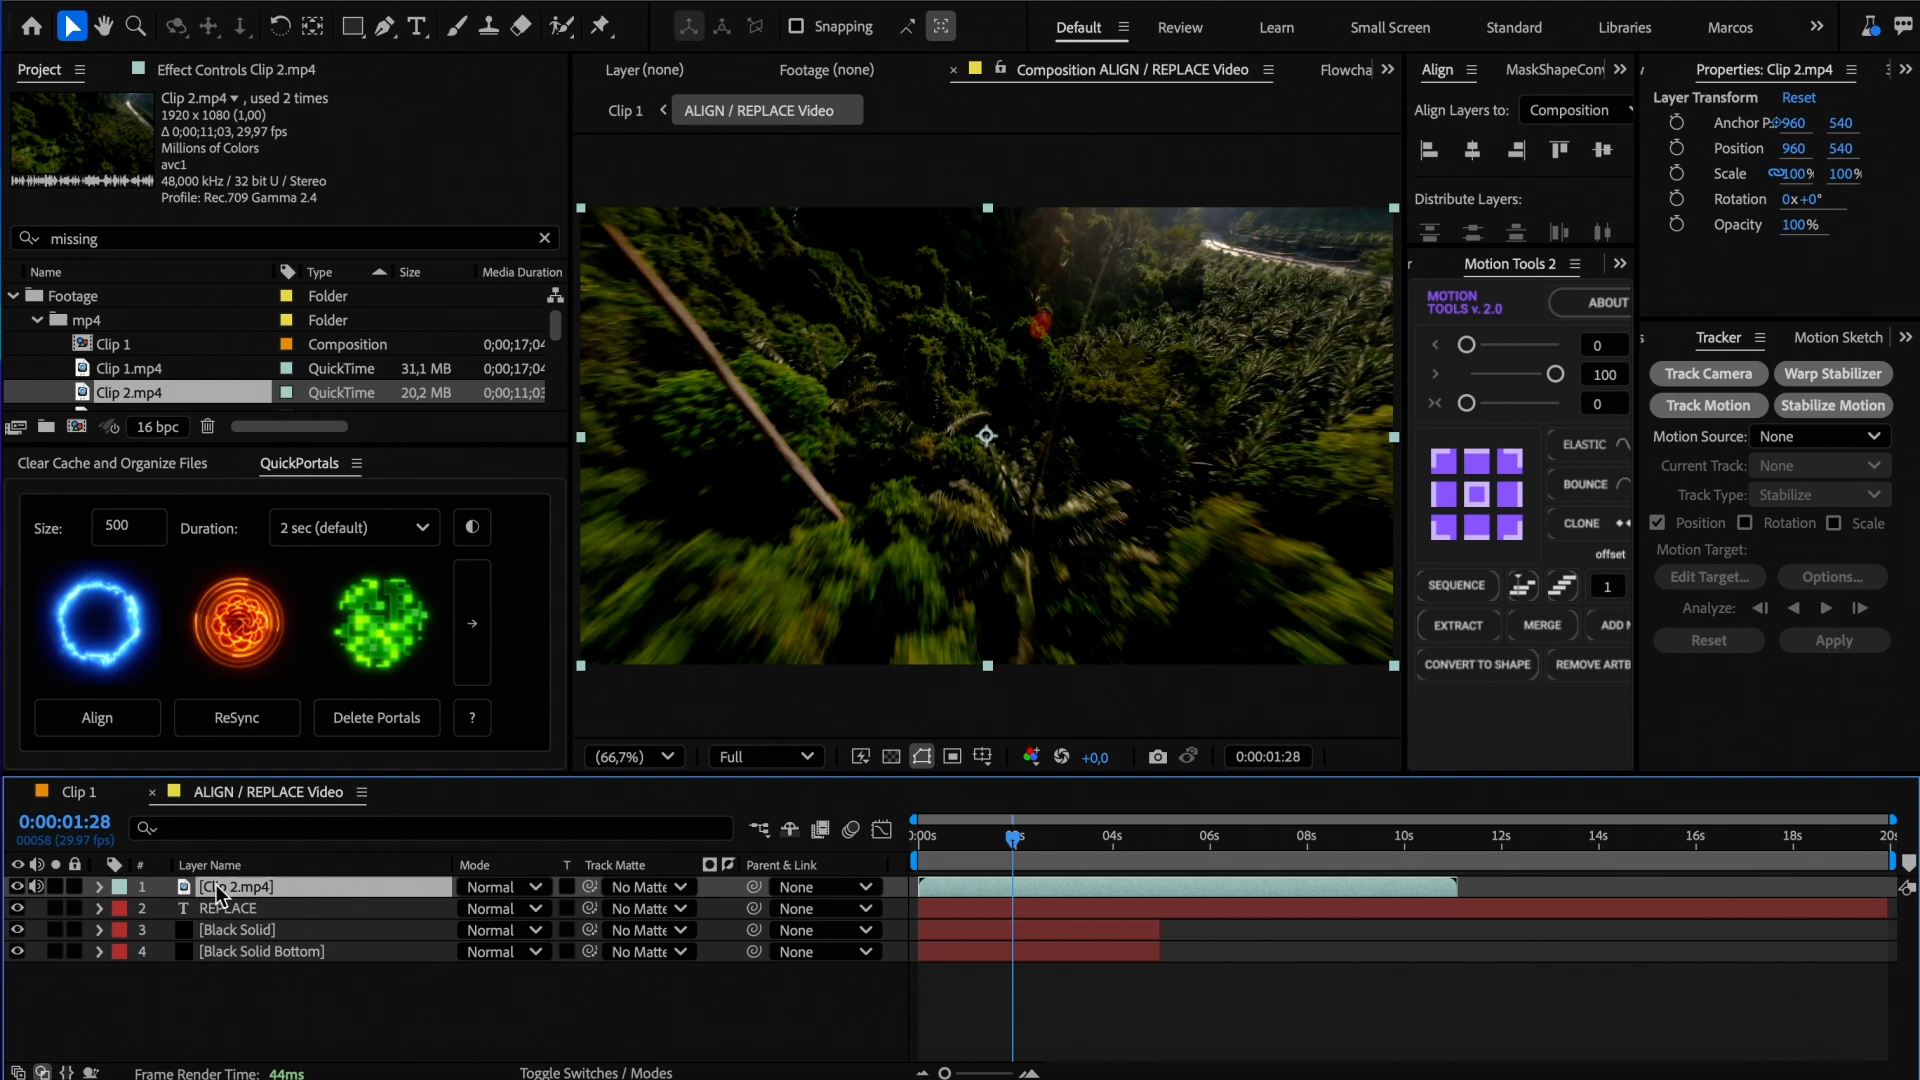 Snapping
Default
Review
Learn
Small Screen
Standard
Libraries
Marcos
Project
Effect Controls Clip 2.mp4
Layer (none)
Footage (none)
Composition ALIGN / REPLACE Video
Flowcha
Align
MaskShapeConv
Properties: Clip 2.mp4
Clip 2.mp4 , used 2 times
1920 x 1080 (1,00)
Δ 0;00;11;03, 29,97 fps
Millions of Colors
avc1
48,000 kHz / 32 bit U / Stereo
Profile: Rec.709 Gamma 2.4
Clip 1
ALIGN / REPLACE Video
Align Layers to: Composition
Distribute Layers:
Layer Transform Reset
Anchor P. 960 540
Position 960 540
Scale 100% 100%
Rotation 0x+0°
Opacity 100%
missing
Name Type Size Media Duration
Footage Folder
mp4 Folder
Clip 1 Composition 0;00;17;04
Clip 1.mp4 QuickTime 31,1 MB 0;00;17;04
Clip 2.mp4 QuickTime 20,2 MB 0;00;11;03
16 bpc
Motion Tools 2
MOTION
TOOLS v. 2.0
ABOUT
0
100
0
ELASTIC
BOUNCE
CLONE
offset
SEQUENCE
1
EXTRACT
MERGE
ADD
CONVERT TO SHAPE
REMOVE ARTB
Tracker
Motion Sketch
Track Camera
Warp Stabilizer
Track Motion
Stabilize Motion
Motion Source: None
Current Track: None
Track Type: Stabilize
Position Rotation Scale
Motion Target:
Edit Target...
Options...
Analyze:
Reset
Apply
Clear Cache and Organize Files
QuickPortals
Size: 500
Duration: 2 sec (default)
Align
ReSync
Delete Portals
?
(66,7%)
Full
+0,0
0:00:01:28
Clip 1
ALIGN / REPLACE Video
0:00:01:28
00058 (29.97 fps)
04s
06s
08s
10s
12s
14s
16s
18s
20s
# Layer Name Mode T Track Matte Parent & Link
1 [Clip 2.mp4] Normal No Matte None
2 T REPLACE Normal No Matte None
3 [Black Solid] Normal No Matte None
4 [Black Solid Bottom] Normal No Matte None
Frame Render Time: 44ms
Toggle Switches / Modes